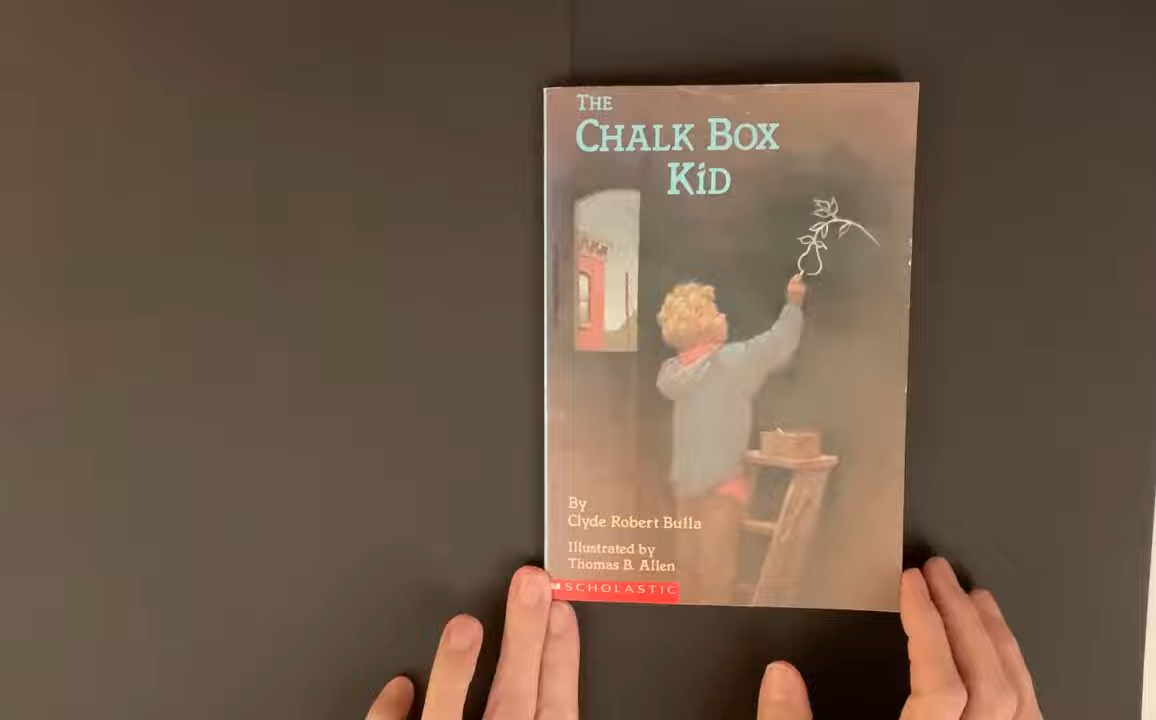 THE
CHALK BOX
KID
By
Clyde Robert Bulla
Illustrated by
Thomas B. Allen
SCHOLASTIC